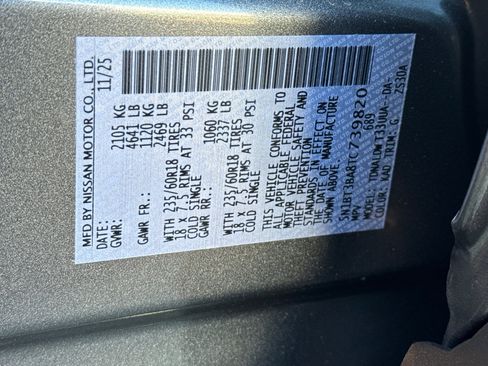 MFD BY NISSAN MOTOR CO., LTD.
DATE: 11/25
GVWR: 2105 KG
4641 LB
GAWR FR.: 1120 KG
2469 LB
WITH 235/60R18 TIRES
18 X 7.5 RIMS AT 33 PSI
COLD SINGLE
GAWR RR.: 1060 KG
2337 LB
WITH 235/60R18 TIRES
18 X 7.5 RIMS AT 30 PSI
COLD SINGLE
THIS VEHICLE CONFORMS TO
ALL APPLICABLE FEDERAL
MOTOR VEHICLE SAFETY AND
THEFT PREVENTION
STANDARDS IN EFFECT ON
THE DATE OF MANUFACTURE
SHOWN ABOVE.
739820
MPV 689
COLOR: KAD TRIM: G ZS30A